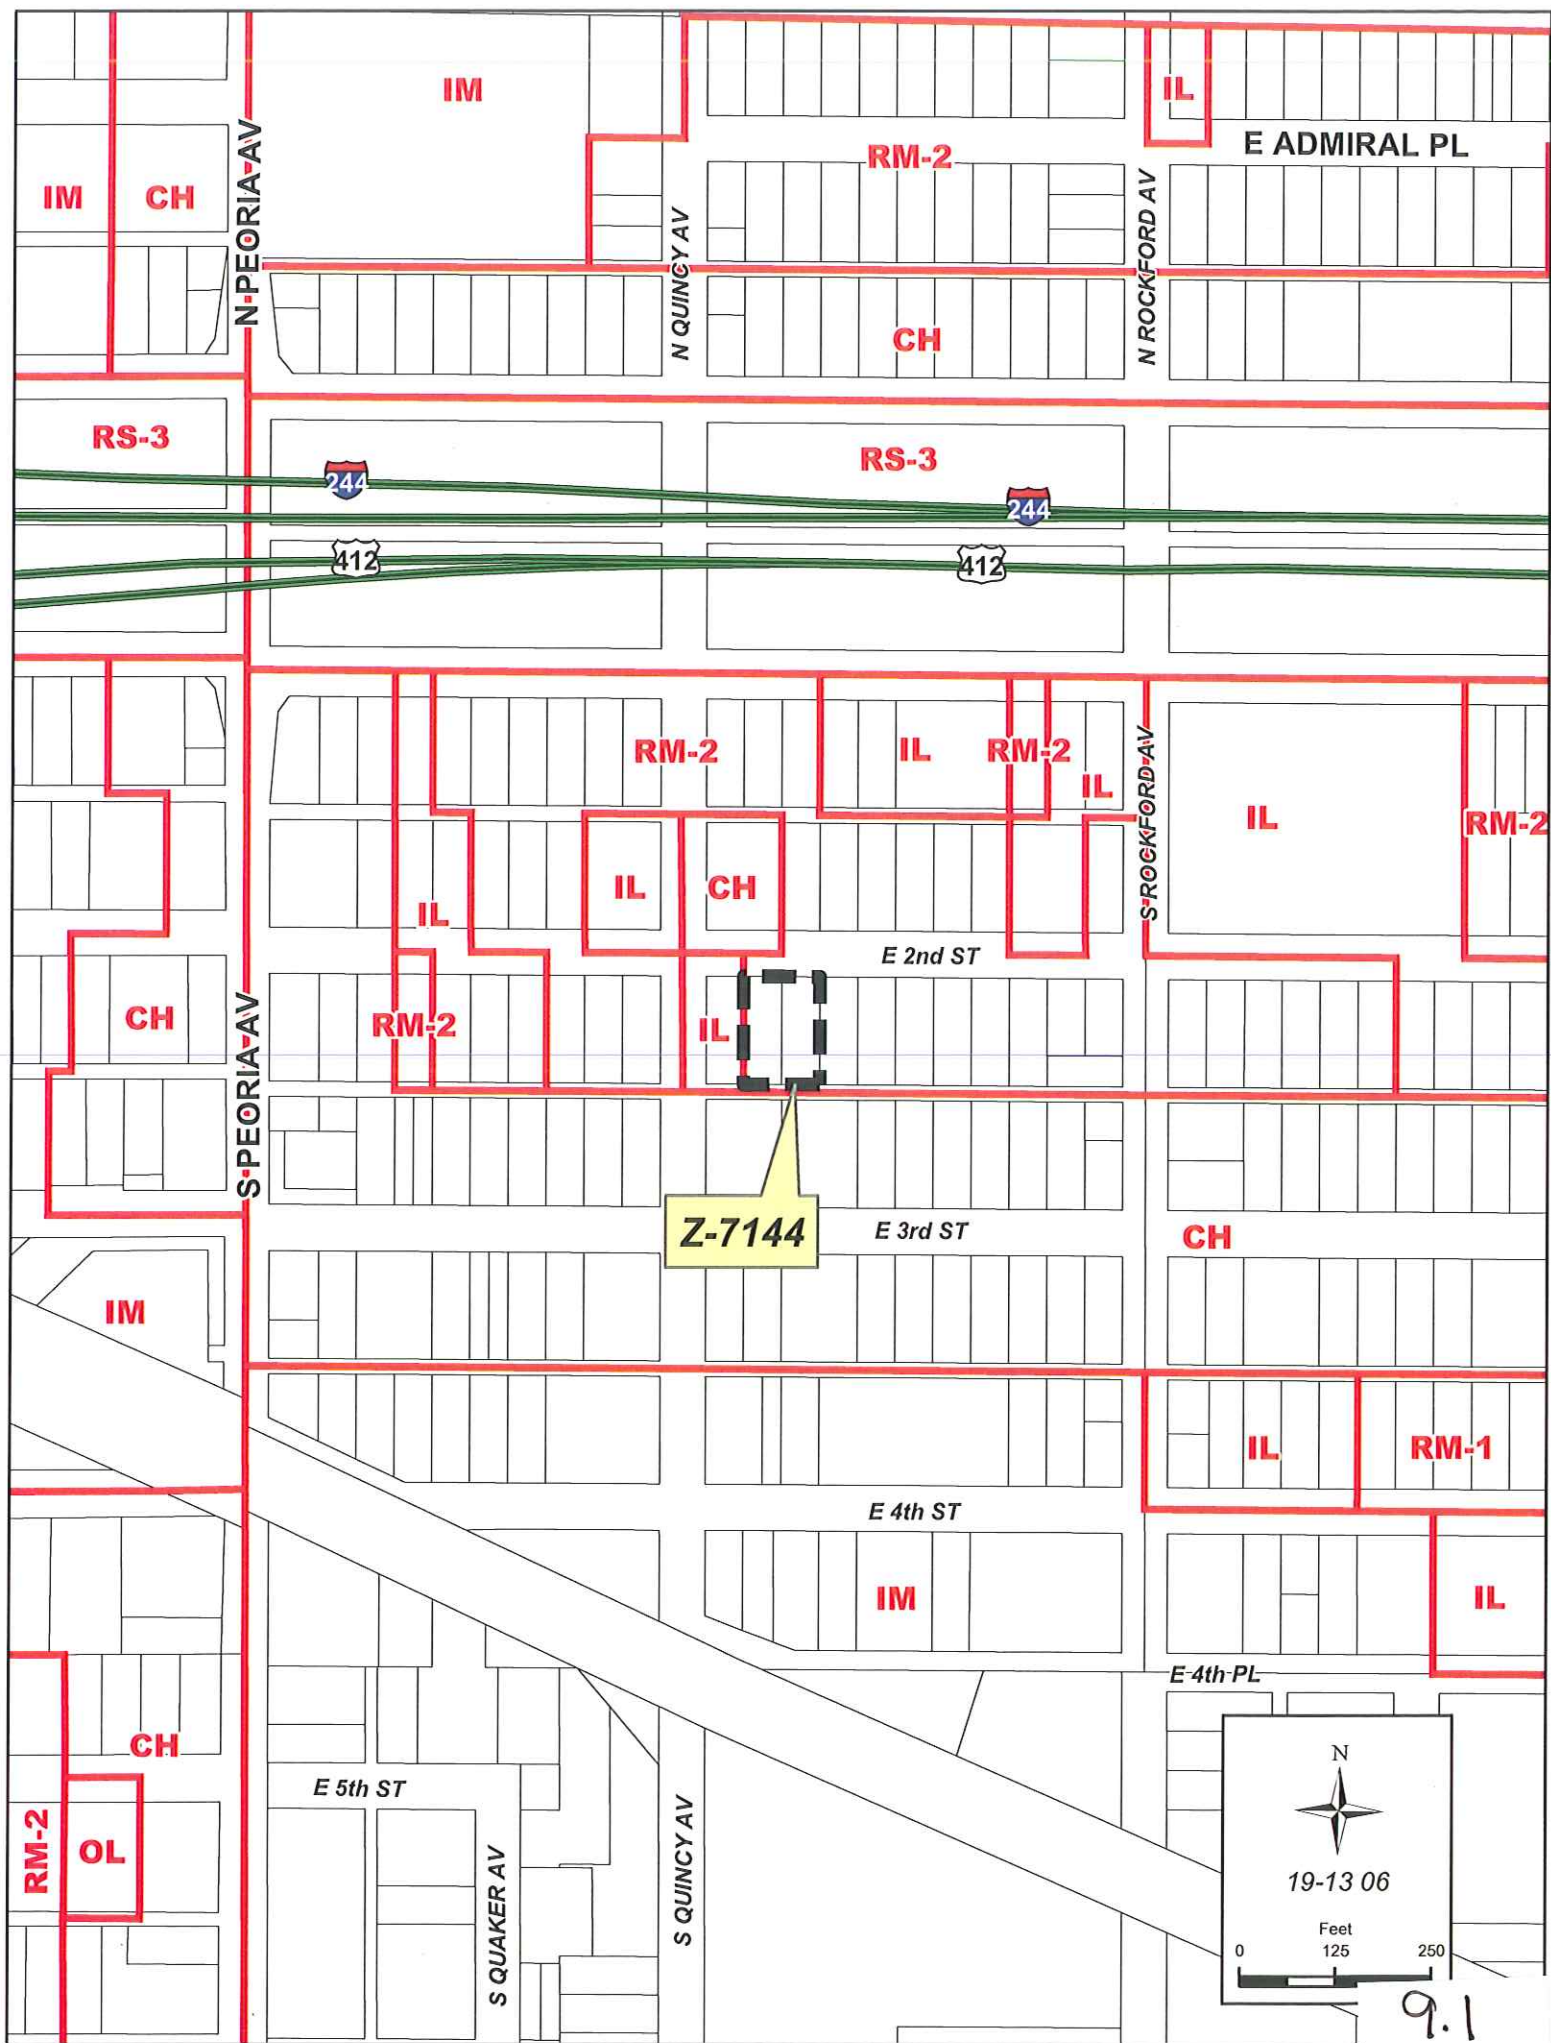 IM
IL
E ADMIRAL PL
RM-2
IM
CH
N PEORIA AV
N QUINCY AV
N ROCKFORD AV
CH
RS-3
RS-3
244
244
412
412
RM-2
IL
RM-2
IL
IL
RM-2
S ROCKFORD AV
IL
CH
IL
E 2nd ST
CH
RM-2
IL
S PEORIA AV
Z-7144
E 3rd ST
CH
IM
IL
RM-1
E 4th ST
IM
IL
E 4th PL
CH
E 5th ST
RM-2
OL
S QUAKER AV
S QUINCY AV
N
19-13 06
Feet
0 125 250
9.1